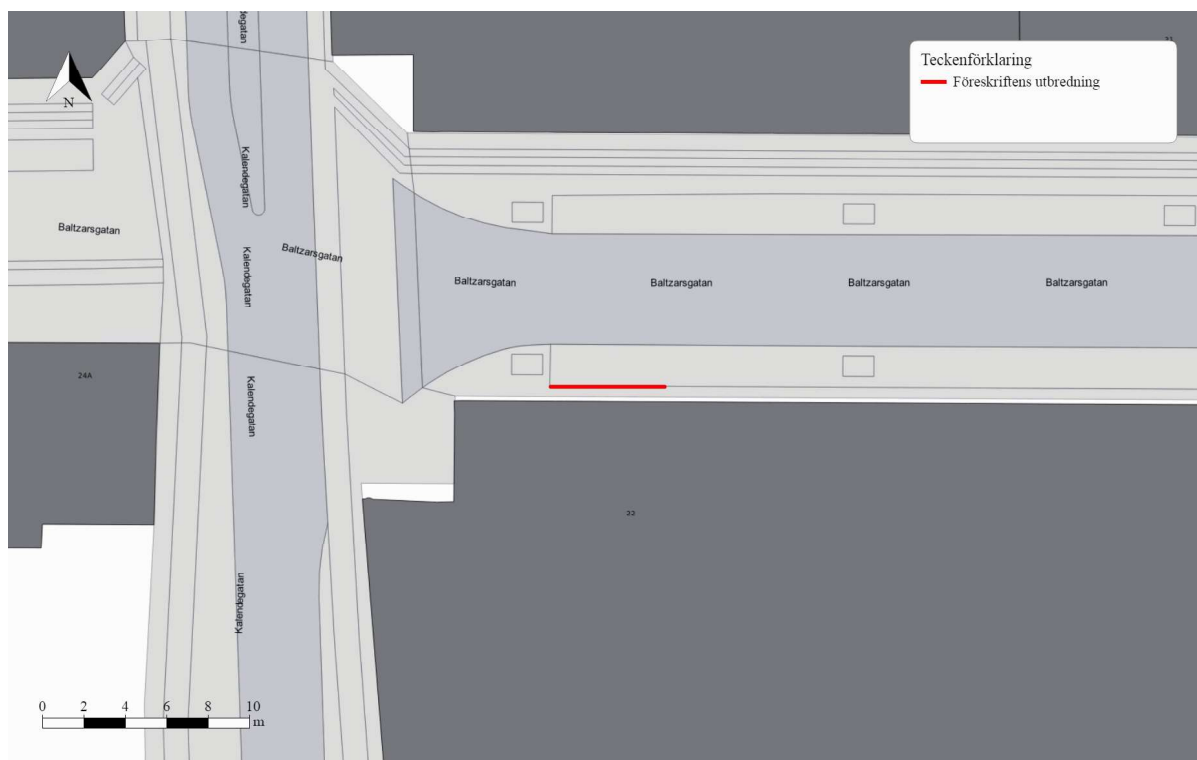 degatan
Teckenförklaring
Föreskriftens utbredning
N
Kalendegatan
Baltzarsgatan
Baltzarsgatan
Kalendegatan
Baltzarsgatan
Baltzarsgatan
Baltzarsgatan
Baltzarsgatan
24A
Kalendegatan
22
Kalendegatan
0 2 4 6 8 10
m